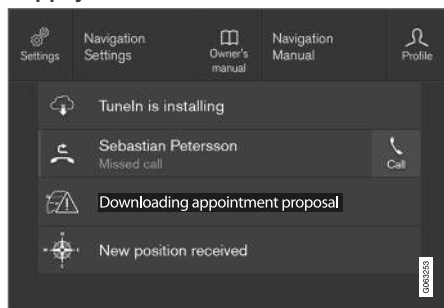 Settings
Navigation
Settings
Owner's
manual
Navigation
Manual
Profile
TuneIn is installing
Sebastian Petersson
Missed call
Call
Downloading appointment proposal
New position received
G063253